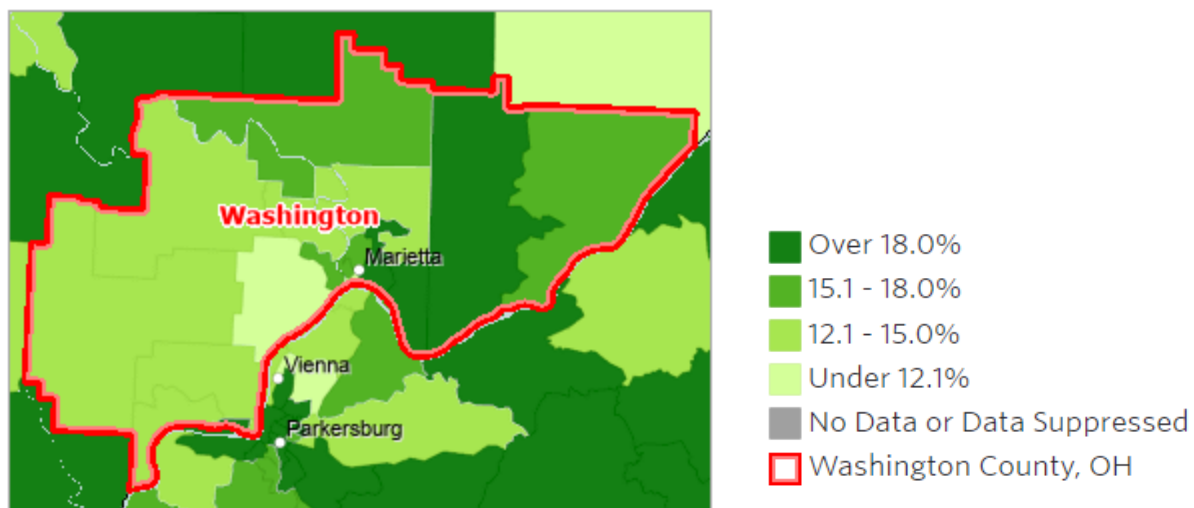 Washington
Marietta
Vienna
Parkersburg
Over 18.0%
15.1 - 18.0%
12.1 - 15.0%
Under 12.1%
No Data or Data Suppressed
Washington County, OH